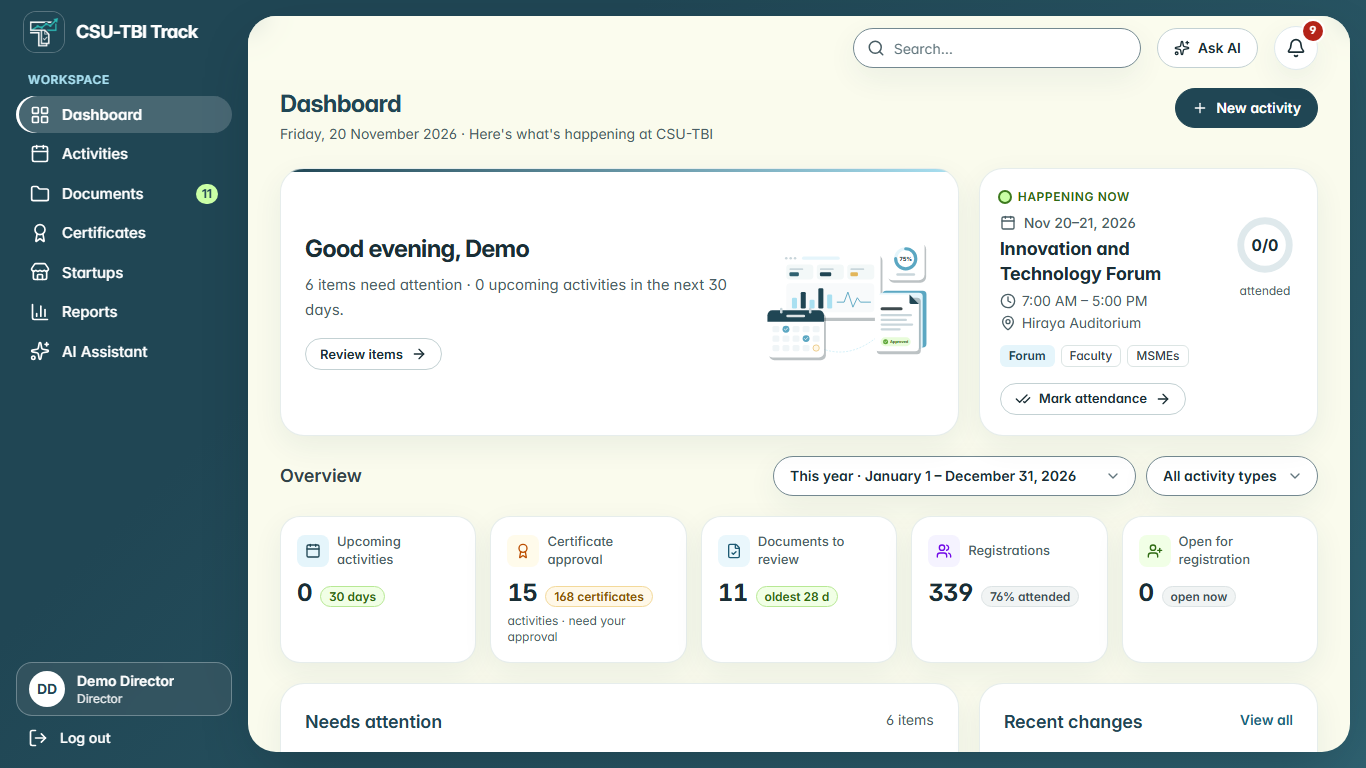 CSU-TBI Track
WORKSPACE
Dashboard
Activities
Documents 11
Certificates
Startups
Reports
AI Assistant
DD
Demo Director
Director
Log out
Search...
Ask AI
9
Dashboard
Friday, 20 November 2026 · Here's what's happening at CSU-TBI
New activity
Good evening, Demo
6 items need attention · 0 upcoming activities in the next 30
days.
Review items
75%
Approved
HAPPENING NOW
Nov 20–21, 2026
Innovation and
Technology Forum
7:00 AM – 5:00 PM
Hiraya Auditorium
Forum Faculty MSMEs
Mark attendance
0/0
attended
Overview
This year · January 1 – December 31, 2026
All activity types
Upcoming
activities
0 30 days
Certificate
approval
15 168 certificates
activities · need your
approval
Documents to
review
11 oldest 28 d
Registrations
339 76% attended
Open for
registration
0 open now
Needs attention
6 items
Recent changes
View all